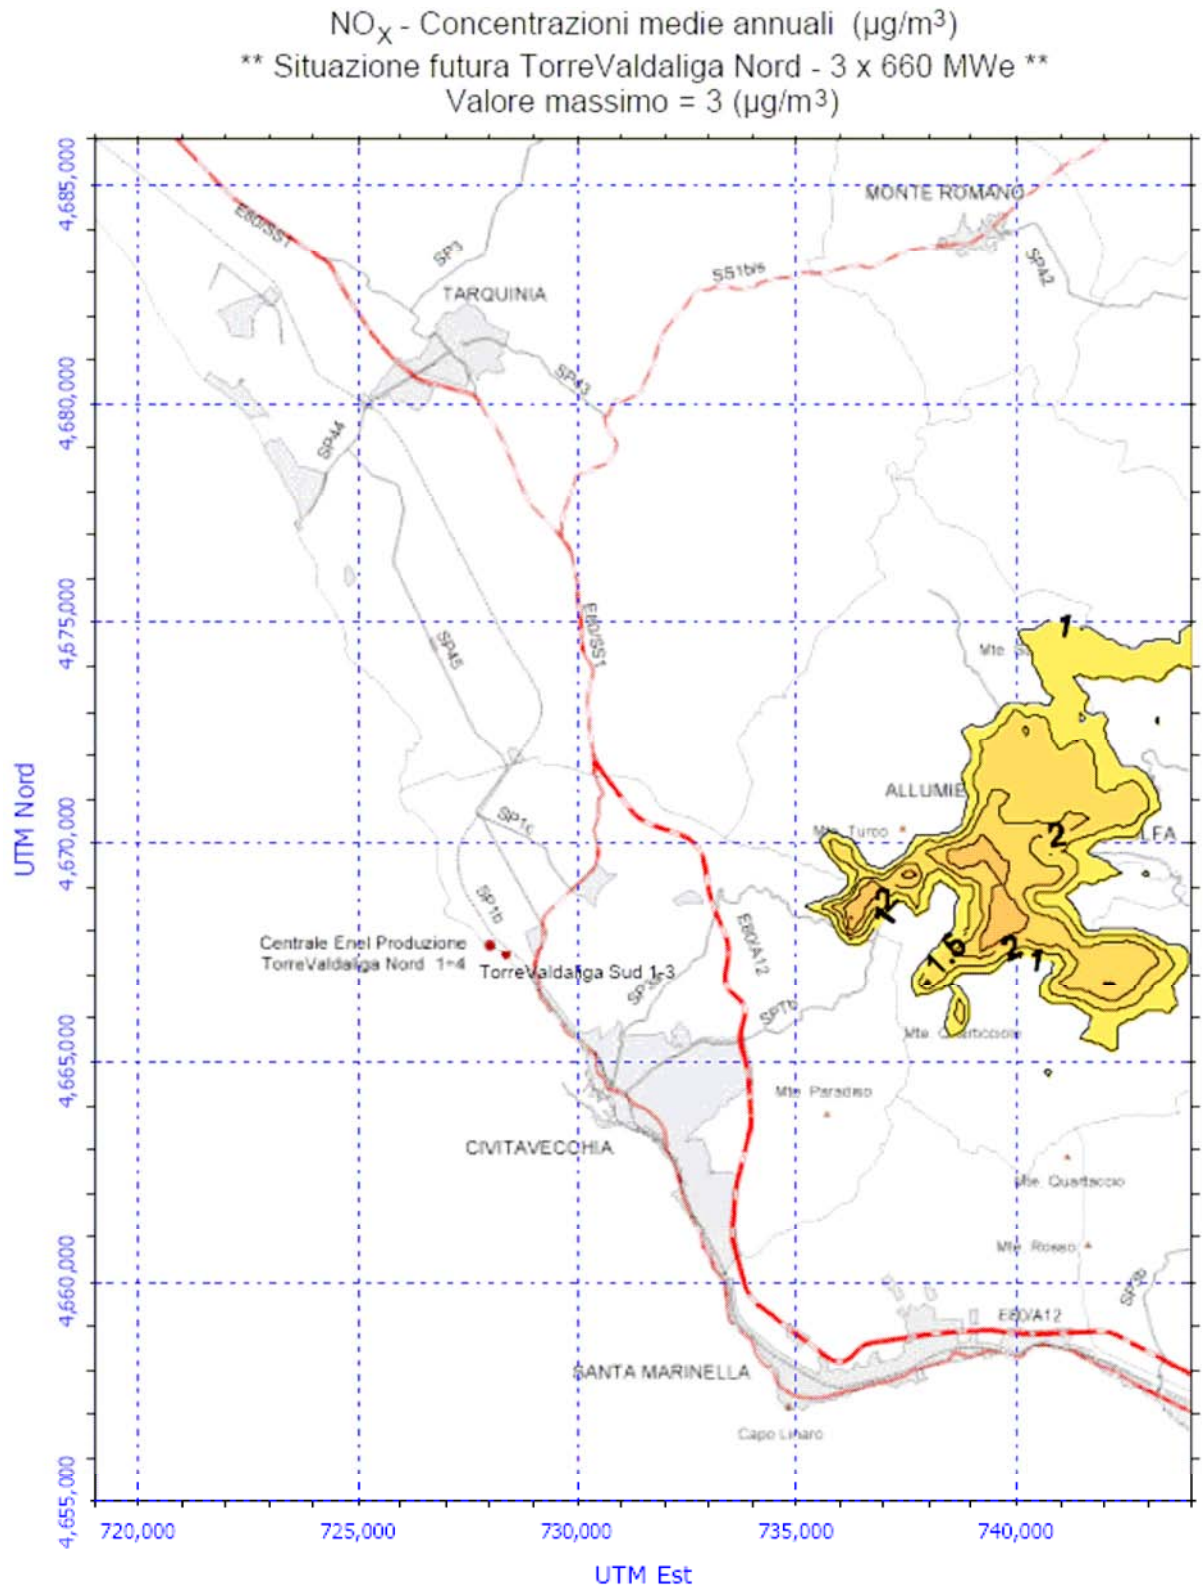 NOX - Concentrazioni medie annuali (µg/m³)
** Situazione futura TorreValdaliga Nord - 3 x 660 MWe **
Valore massimo = 3 (µg/m³)
4,685,000
MONTE ROMANO
E80/SS1
SP3
SP42
SS1bis
TARQUINIA
SP43
4,680,000
SP44
4,675,000
E80/SS1
1
Mte.
SP45
UTM Nord
ALLUMIE
SP1c
Mte. Turco
2
LFA
4,670,000
SP1b
2
E80/A12
1.5
2
1
Centrale Enel Produzione
TorreValdaliga Nord 1÷4
TorreValdaliga Sud 1-3
SP3a
SP7b
Mte.
4,665,000
Mte. Paradiso
CIVITAVECCHIA
Mte. Quartaccio
Mte. Rosso
4,660,000
SP3b
E80/A12
SANTA MARINELLA
Capo Linaro
4,655,000
720,000
725,000
730,000
735,000
740,000
UTM Est